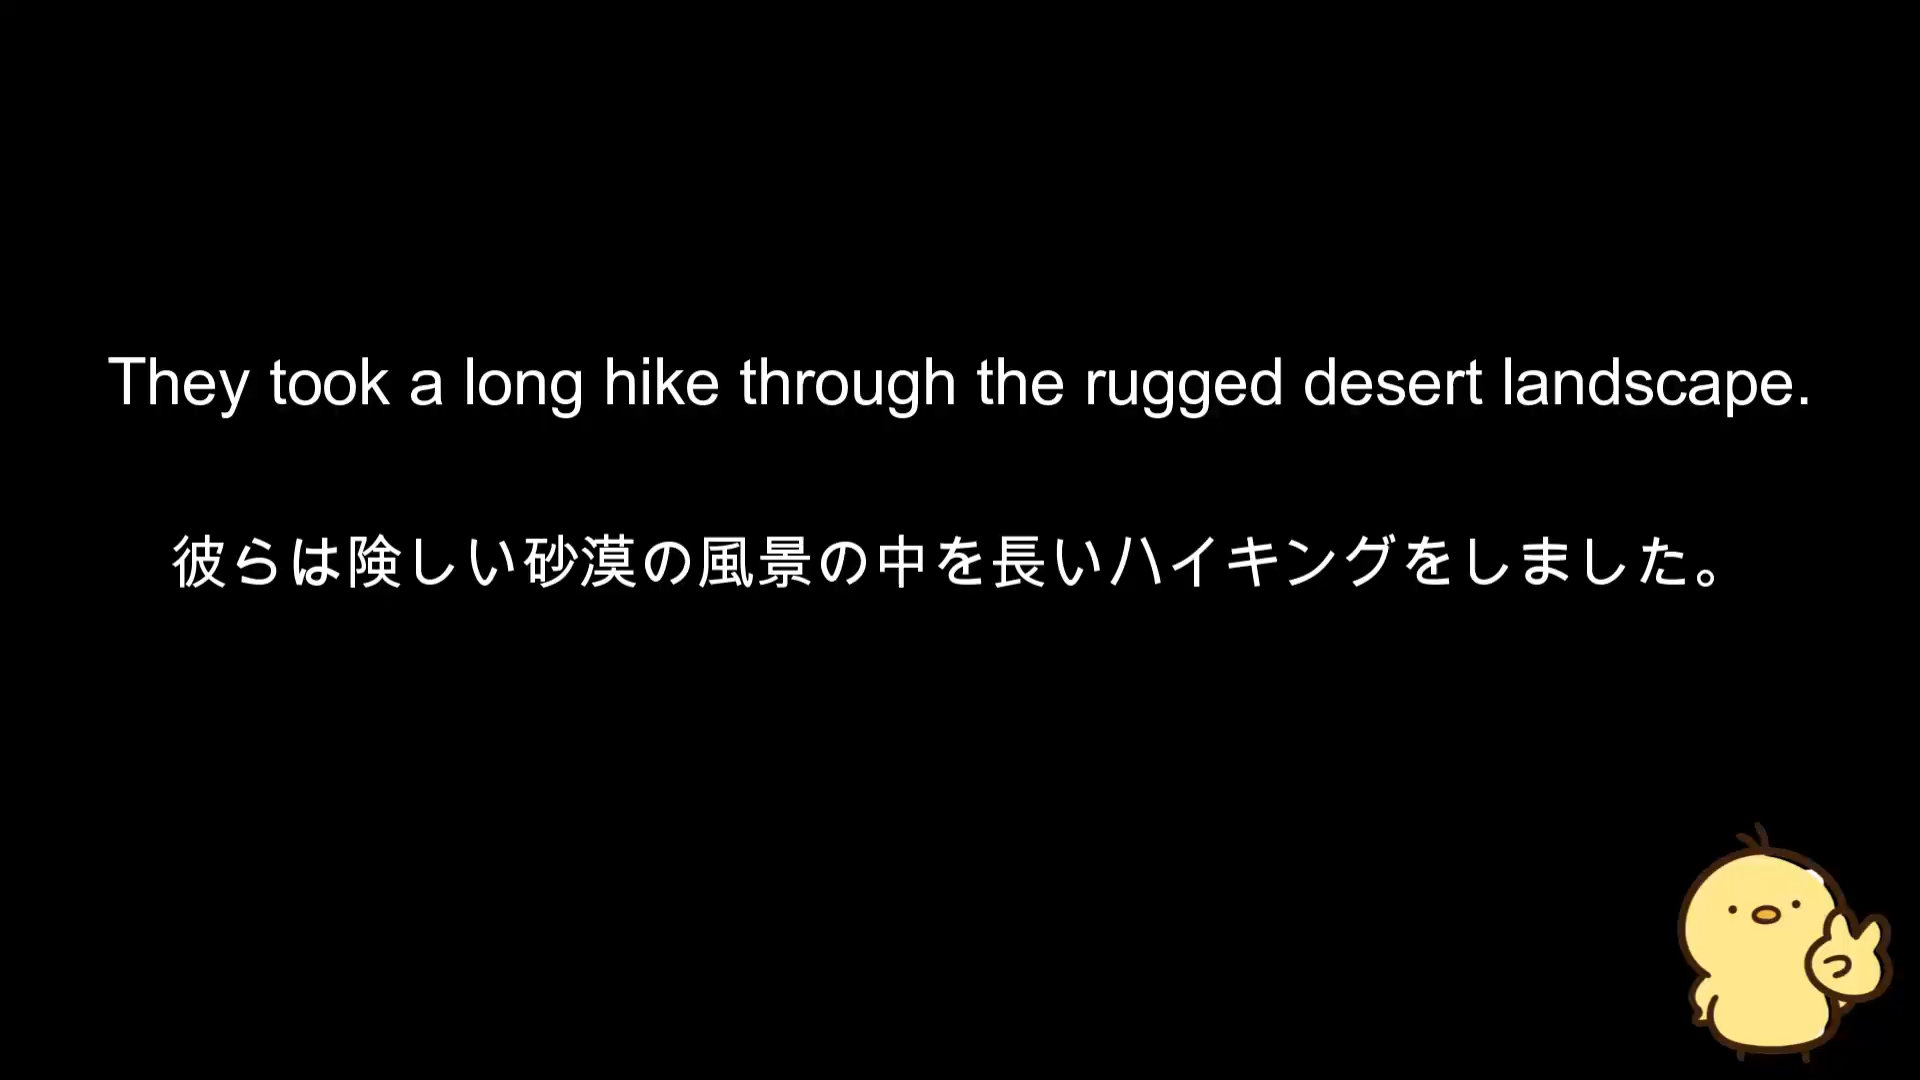 They took a long hike through the rugged desert landscape.
彼らは険しい砂漠の風景の中を長いハイキングをしました。